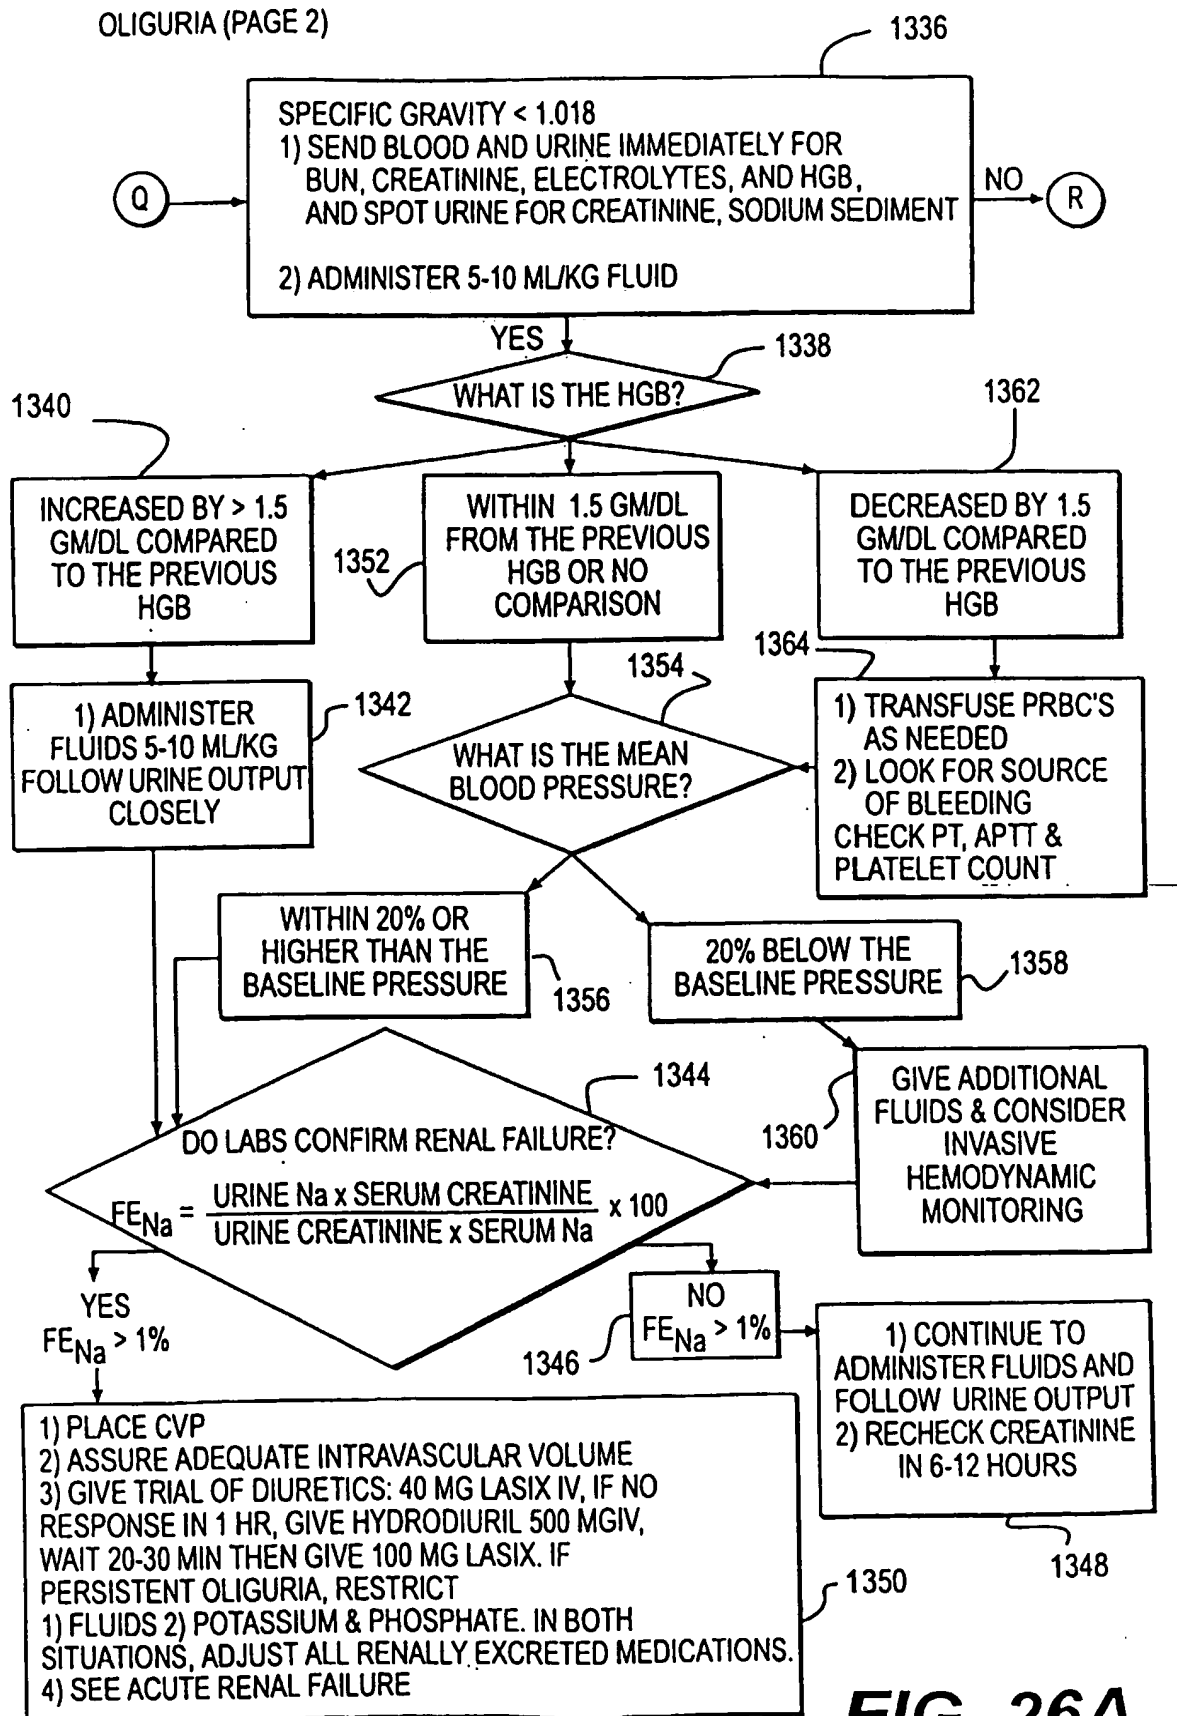 OLIGURIA (PAGE 2)
1336
SPECIFIC GRAVITY < 1.018
1) SEND BLOOD AND URINE IMMEDIATELY FOR
BUN, CREATININE, ELECTROLYTES, AND HGB,
AND SPOT URINE FOR CREATININE, SODIUM SEDIMENT
2) ADMINISTER 5-10 ML/KG FLUID
Q
NO
R
YES
1338
WHAT IS THE HGB?
1340
1362
INCREASED BY > 1.5
GM/DL COMPARED
TO THE PREVIOUS
HGB
1352
WITHIN 1.5 GM/DL
FROM THE PREVIOUS
HGB OR NO
COMPARISON
DECREASED BY 1.5
GM/DL COMPARED
TO THE PREVIOUS
HGB
1364
1354
1342
1) ADMINISTER
FLUIDS 5-10 ML/KG
FOLLOW URINE OUTPUT
CLOSELY
WHAT IS THE MEAN
BLOOD PRESSURE?
1) TRANSFUSE PRBC'S
AS NEEDED
2) LOOK FOR SOURCE
OF BLEEDING
CHECK PT, APTT &
PLATELET COUNT
WITHIN 20% OR
HIGHER THAN THE
BASELINE PRESSURE
1356
20% BELOW THE
BASELINE PRESSURE
1358
1344
DO LABS CONFIRM RENAL FAILURE?
FENa = URINE Na x SERUM CREATININE x 100
URINE CREATININE x SERUM Na
1360
GIVE ADDITIONAL
FLUIDS & CONSIDER
INVASIVE
HEMODYNAMIC
MONITORING
YES
FENa > 1%
NO
FENa > 1%
1346
1) CONTINUE TO
ADMINISTER FLUIDS AND
FOLLOW URINE OUTPUT
2) RECHECK CREATININE
IN 6-12 HOURS
1348
1) PLACE CVP
2) ASSURE ADEQUATE INTRAVASCULAR VOLUME
3) GIVE TRIAL OF DIURETICS: 40 MG LASIX IV, IF NO
RESPONSE IN 1 HR, GIVE HYDRODIURIL 500 MGIV,
WAIT 20-30 MIN THEN GIVE 100 MG LASIX. IF
PERSISTENT OLIGURIA, RESTRICT
1) FLUIDS 2) POTASSIUM & PHOSPHATE. IN BOTH
SITUATIONS, ADJUST ALL RENALLY EXCRETED MEDICATIONS.
4) SEE ACUTE RENAL FAILURE
1350
FIG. 26A